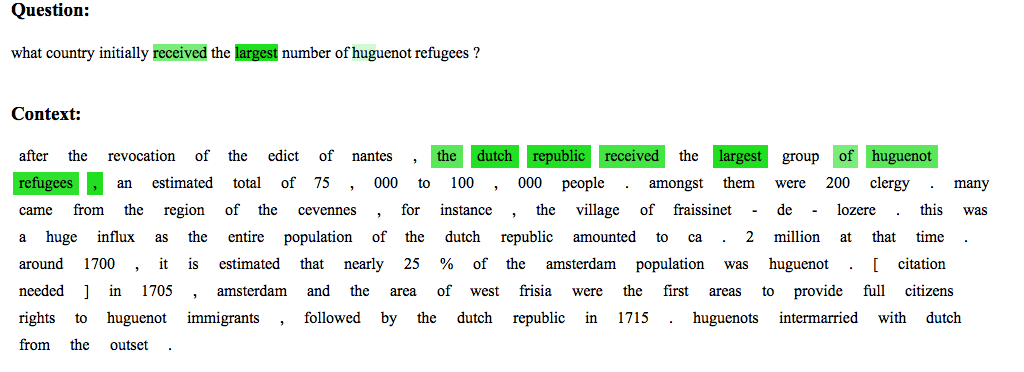 Question:
what country initially received the largest number of huguenot refugees ?
Context:
after the revocation of the edict of nantes , the dutch republic received the largest group of huguenot
refugees , an estimated total of 75 , 000 to 100 , 000 people . amongst them were 200 clergy . many
came from the region of the cevennes , for instance , the village of fraissinet - de - lozere . this was
a huge influx as the entire population of the dutch republic amounted to ca . 2 million at that time .
around 1700 , it is estimated that nearly 25 % of the amsterdam population was huguenot . [ citation
needed ] in 1705 , amsterdam and the area of west frisia were the first areas to provide full citizens
rights to huguenot immigrants , followed by the dutch republic in 1715 . huguenots intermarried with dutch
from the outset .